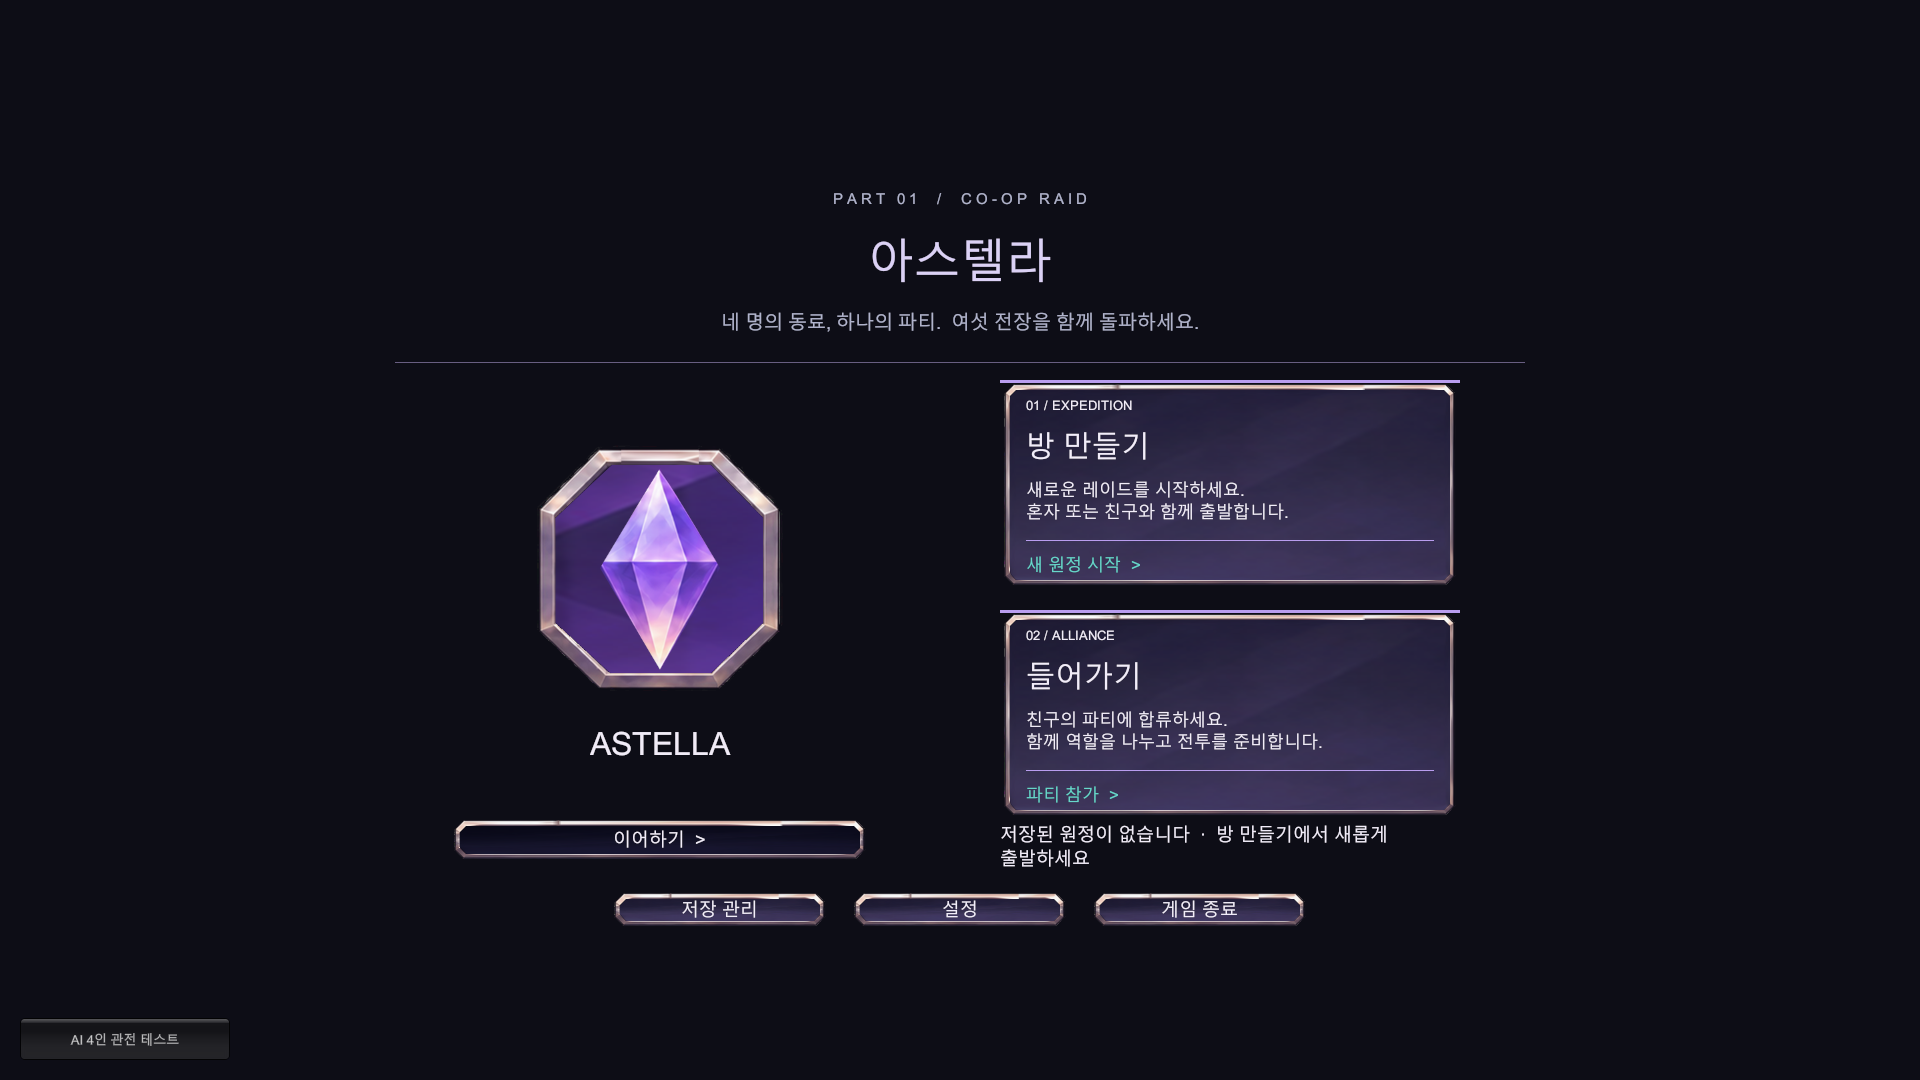 PART 01 / CO-OP RAID
아스텔라
네 명의 동료, 하나의 파티. 여섯 전장을 함께 돌파하세요.
ASTELLA
이어하기 >
01 / EXPEDITION
방 만들기
새로운 레이드를 시작하세요.
혼자 또는 친구와 함께 출발합니다.
새 원정 시작 >
02 / ALLIANCE
들어가기
친구의 파티에 합류하세요.
함께 역할을 나누고 전투를 준비합니다.
파티 참가 >
저장된 원정이 없습니다 · 방 만들기에서 새롭게
출발하세요
저장 관리
설정
게임 종료
AI 4인 관전 테스트